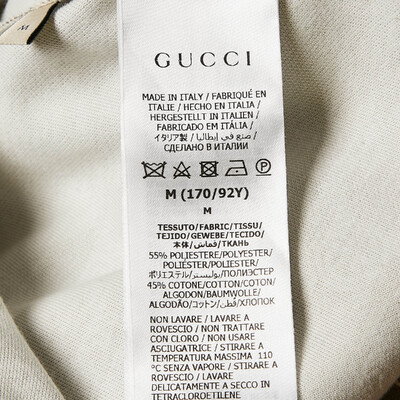 M
GUCCI
MADE IN ITALY / FABRIQUÉ EN
ITALIE / HECHO EN ITALIA /
HERGESTELLT IN ITALIEN /
FABRICADO EM ITÁLIA /
イタリア製 / صنع في إيطاليا /
СДЕЛАНО В ИТАЛИИ
P
M (170/92Y)
M
TESSUTO/FABRIC/TISSU/
TEJIDO/GEWEBE/TECIDO/
本体/قماش/ТКАНЬ
55% POLIESTERE/POLYESTER/
POLIÉSTER/POLIÉSTER/
ポリエステル/بوليستر/ПОЛИЭСТЕР
45% COTONE/COTTON/COTON/
ALGODON/BAUMWOLLE/
ALGODÃO/コットン/قطن/ХЛОПОК
NON LAVARE / LAVARE A
ROVESCIO / NON TRATTARE
CON CLORO / NON USARE
ASCIUGATRICE / STIRARE A
TEMPERATURA MASSIMA 110
°C SENZA VAPORE / STIRARE A
ROVESCIO / LAVARE
DELICATAMENTE A SECCO IN
TETRACLOROETILENE